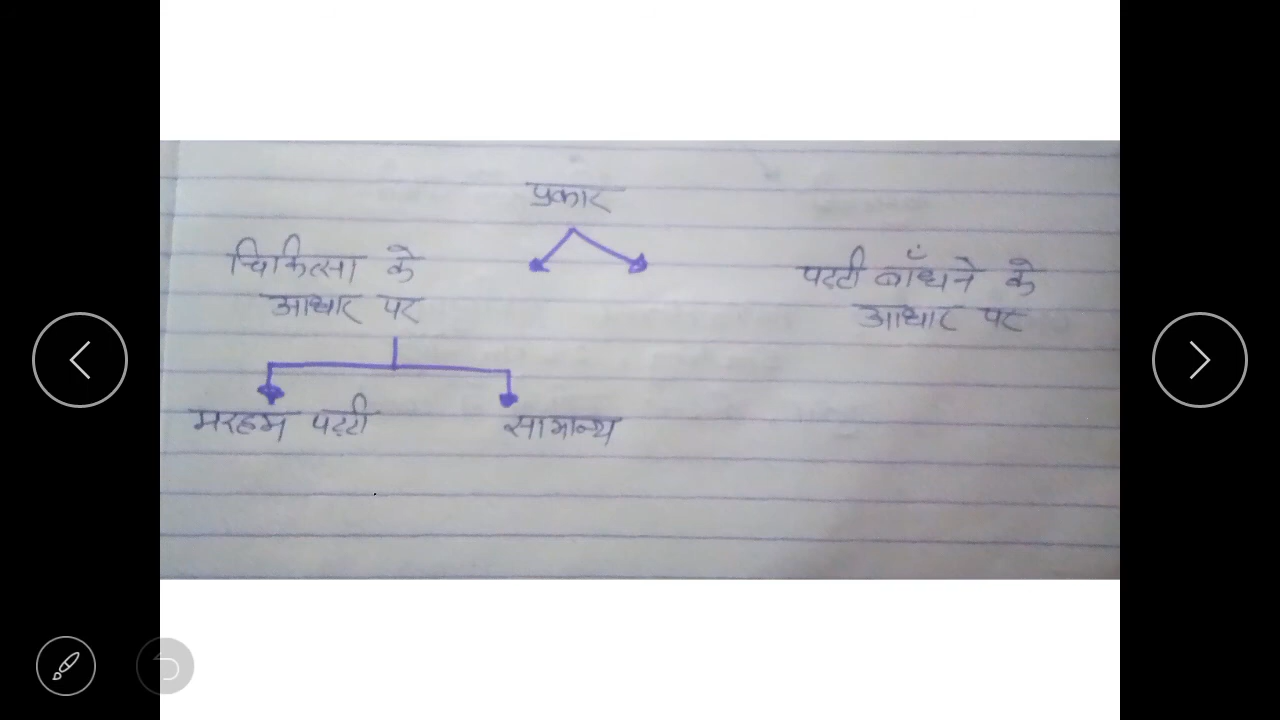 प्रकार
चिकित्सा के
आधार पर
पट्टी बाँधने के
आधार पर
मरहम पट्टी
सामान्य